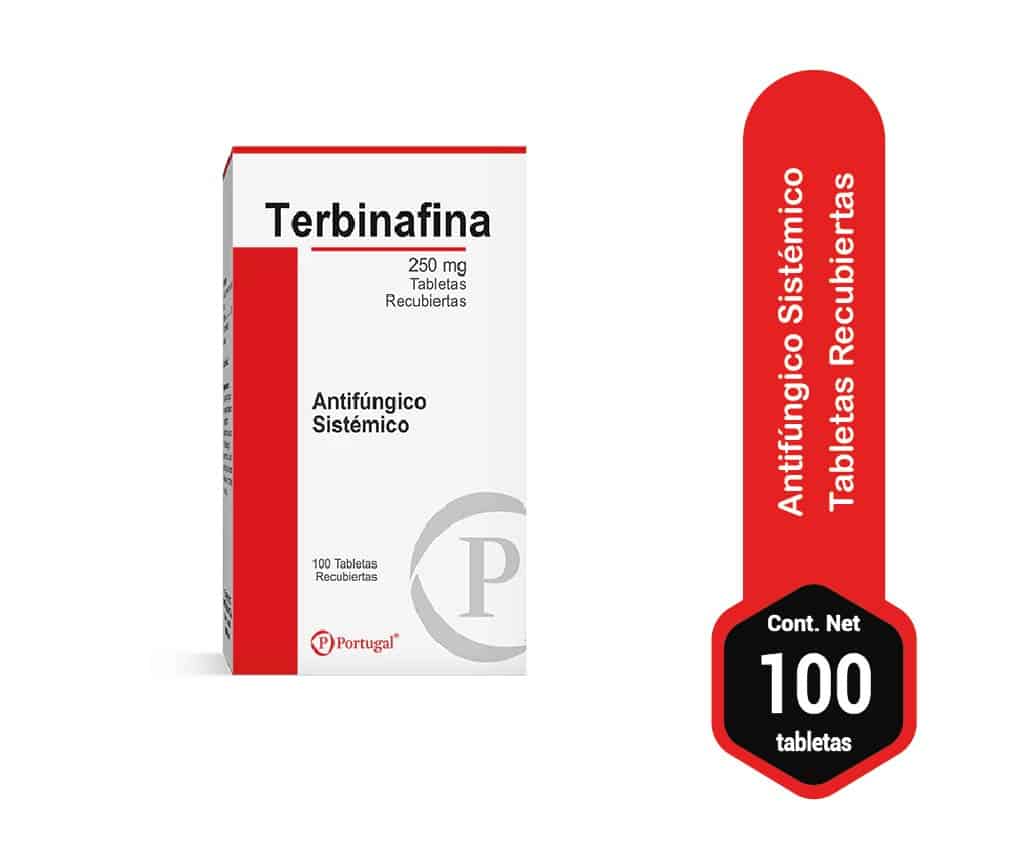 Terbinafina
250 mg
Tabletas
Recubiertas
Antifúngico
Sistémico
100 Tabletas
Recubiertas
P
P Portugal®
Antifúngico Sistémico
Tabletas Recubiertas
Cont. Net
100
tabletas